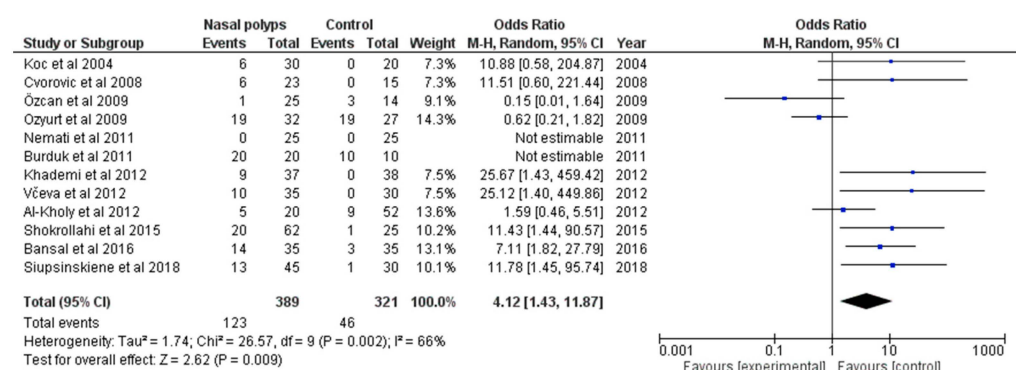 Nasal polyps Control Odds Ratio Odds Ratio
Study or Subgroup Events Total Events Total Weight M-H, Random, 95% CI Year M-H, Random, 95% CI
Koc et al 2004 6 30 0 20 7.3% 10.88 [0.58, 204.87] 2004
Cvorovic et al 2008 6 23 0 15 7.3% 11.51 [0.60, 221.44] 2008
Özcan et al 2009 1 25 3 14 9.1% 0.15 [0.01, 1.64] 2009
Ozyurt et al 2009 19 32 19 27 14.3% 0.62 [0.21, 1.82] 2009
Nemati et al 2011 0 25 0 25 Not estimable 2011
Burduk et al 2011 20 20 10 10 Not estimable 2011
Khademi et al 2012 9 37 0 38 7.5% 25.67 [1.43, 459.42] 2012
Včeva et al 2012 10 35 0 30 7.5% 25.12 [1.40, 449.86] 2012
Al-Kholy et al 2012 5 20 9 52 13.6% 1.59 [0.46, 5.51] 2012
Shokrollahi et al 2015 20 62 1 25 10.2% 11.43 [1.44, 90.57] 2015
Bansal et al 2016 14 35 3 35 13.1% 7.11 [1.82, 27.79] 2016
Siupsinskiene et al 2018 13 45 1 30 10.1% 11.78 [1.45, 95.74] 2018
Total (95% CI) 389 321 100.0% 4.12 [1.43, 11.87]
Total events 123 46
Heterogeneity: Tau² = 1.74; Chi² = 26.57, df = 9 (P = 0.002); I² = 66%
Test for overall effect: Z = 2.62 (P = 0.009)
0.001 0.1 1 10 1000
Favours [experimental] Favours [control]